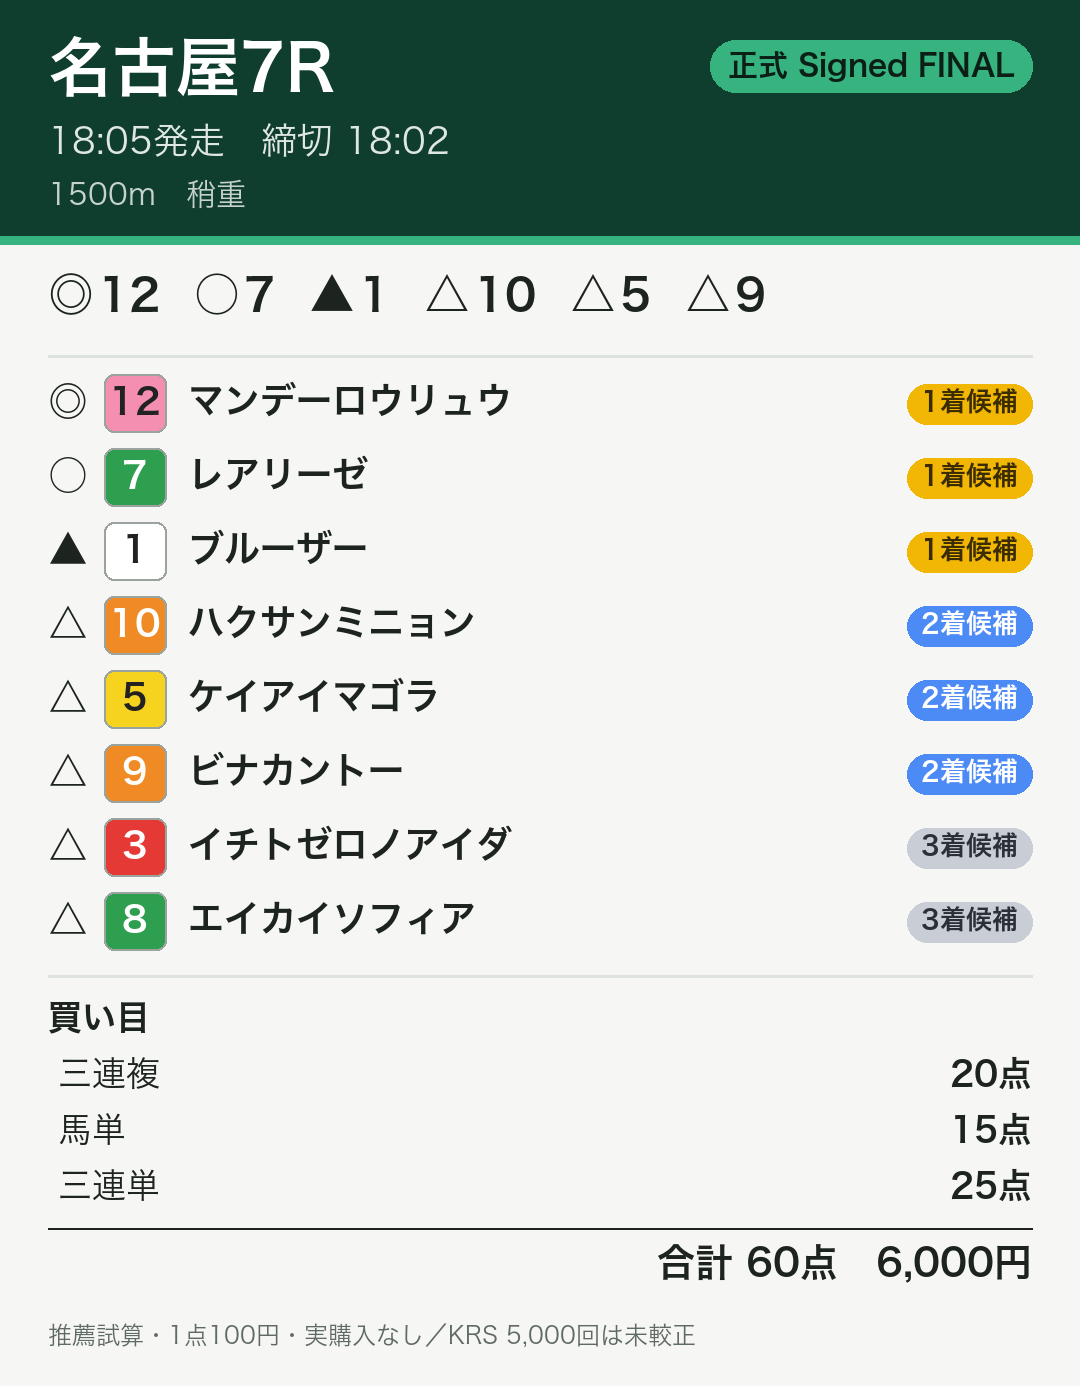 名古屋7R
正式 Signed FINAL
18:05発走　締切 18:02
1500m　稍重
◎12 ○7 ▲1 △10 △5 △9
◎ 12 マンデーロウリュウ 1着候補
○ 7 レアリーゼ 1着候補
▲ 1 ブルーザー 1着候補
△ 10 ハクサンミニョン 2着候補
△ 5 ケイアイマゴラ 2着候補
△ 9 ビナカントー 2着候補
△ 3 イチトゼロノアイダ 3着候補
△ 8 エイカイソフィア 3着候補
買い目
三連複 20点
馬単 15点
三連単 25点
合計 60点　6,000円
推薦試算・1点100円・実購入なし／KRS 5,000回は未較正